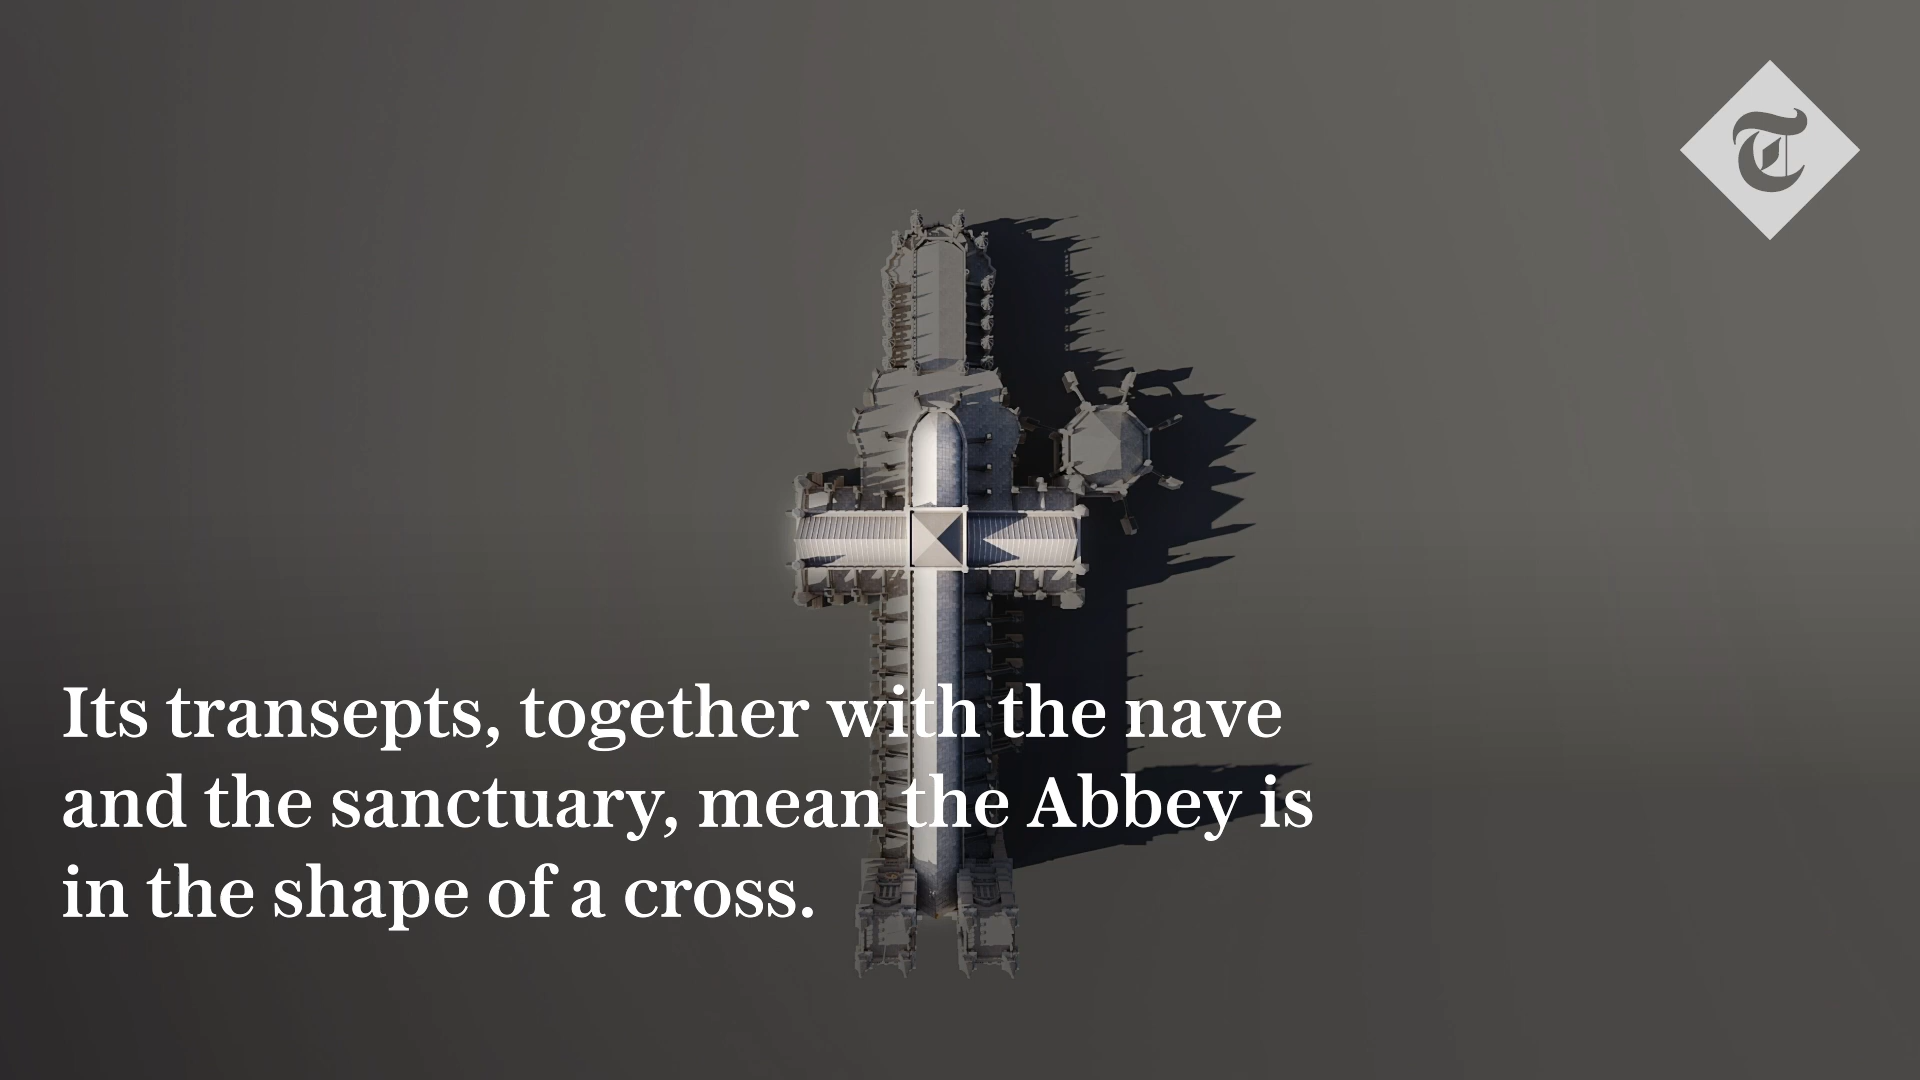 T
Its transepts, together with the nave
and the sanctuary, mean the Abbey is
in the shape of a cross.